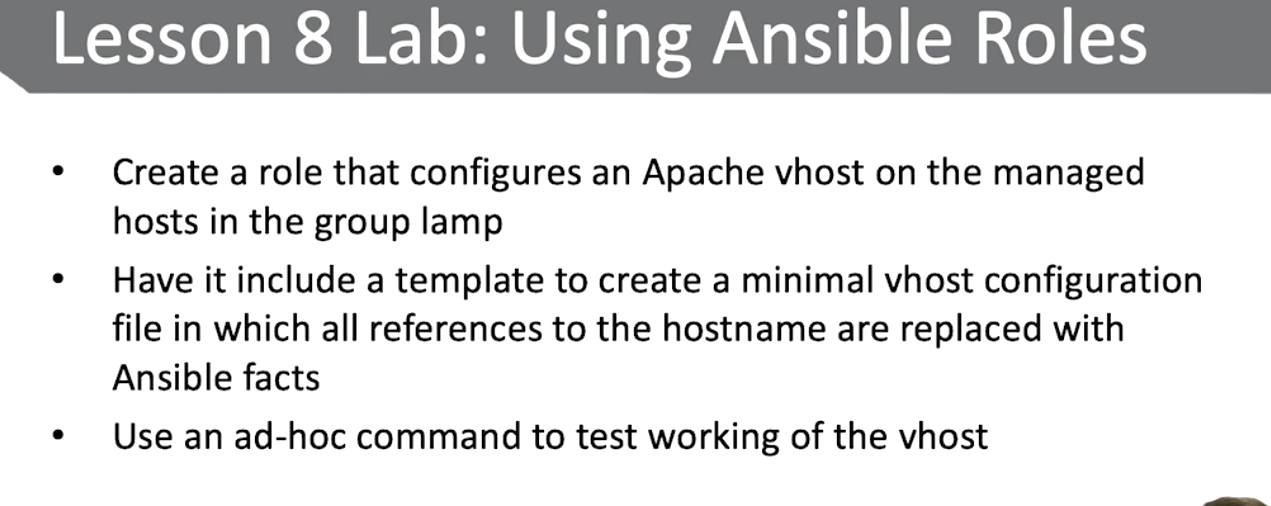 Lesson 8 Lab: Using Ansible Roles
• Create a role that configures an Apache vhost on the managed
hosts in the group lamp
• Have it include a template to create a minimal vhost configuration
file in which all references to the hostname are replaced with
Ansible facts
• Use an ad-hoc command to test working of the vhost